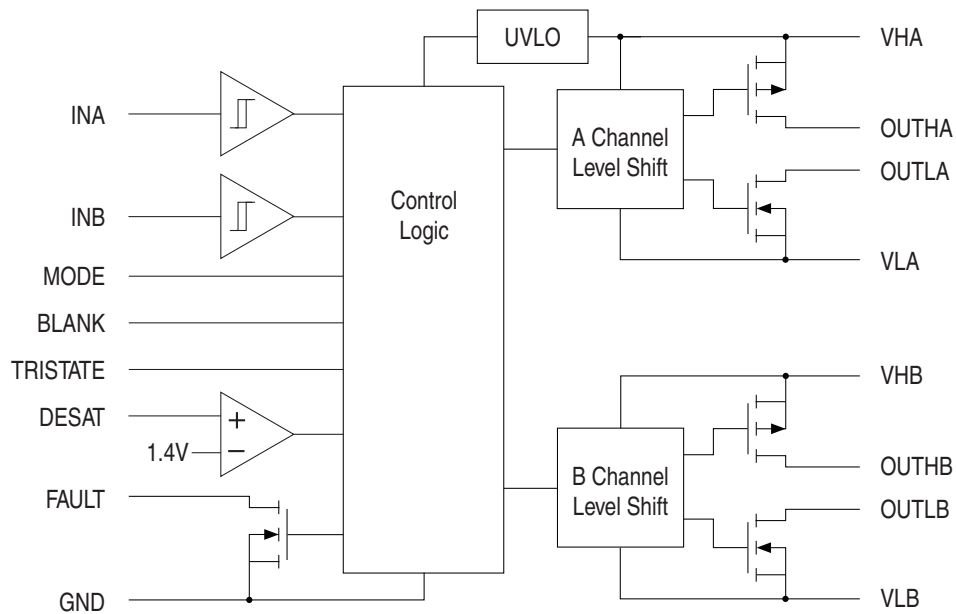 UVLO
VHA
INA
A Channel
Level Shift
OUTHA
OUTLA
Control
Logic
INB
VLA
MODE
BLANK
TRISTATE
VHB
DESAT
+
1.4V
−
B Channel
Level Shift
OUTHB
FAULT
OUTLB
GND
VLB